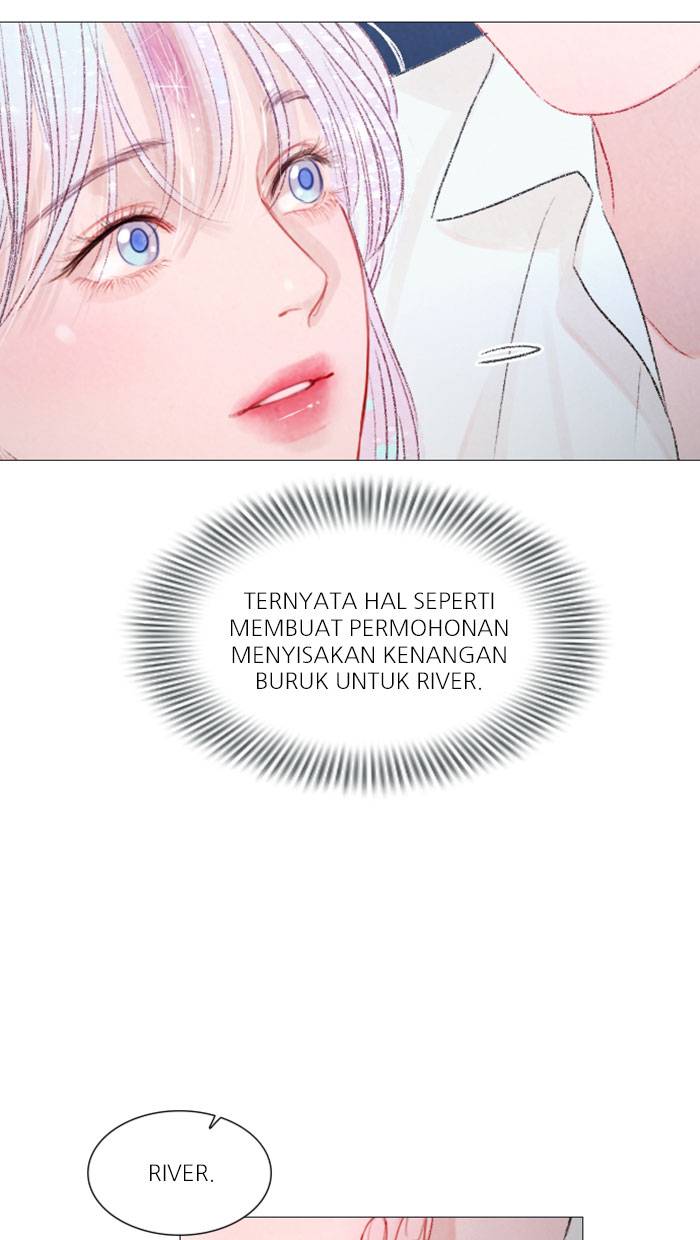 TERNYATA HAL SEPERTI
MEMBUAT PERMOHONAN
MENYISAKAN KENANGAN
BURUK UNTUK RIVER.
RIVER.